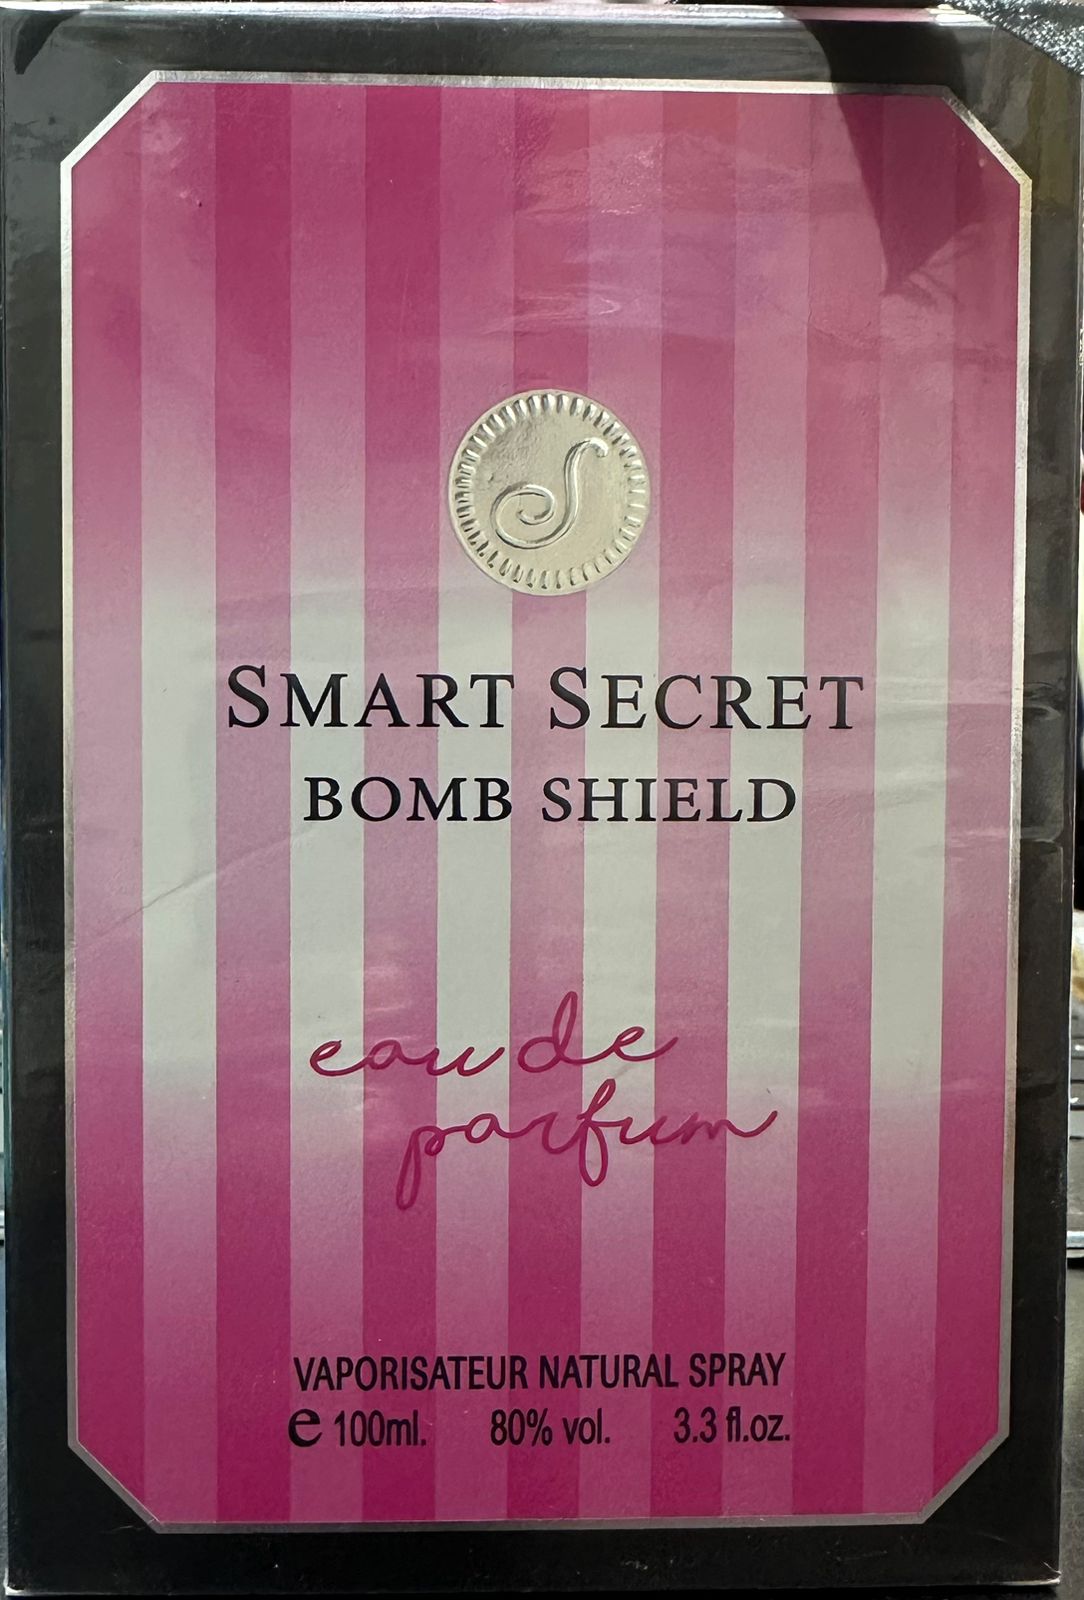 S
SMART SECRET
BOMB SHIELD
eau de
parfum
VAPORISATEUR NATURAL SPRAY
e 100ml. 80% vol. 3.3 fl.oz.